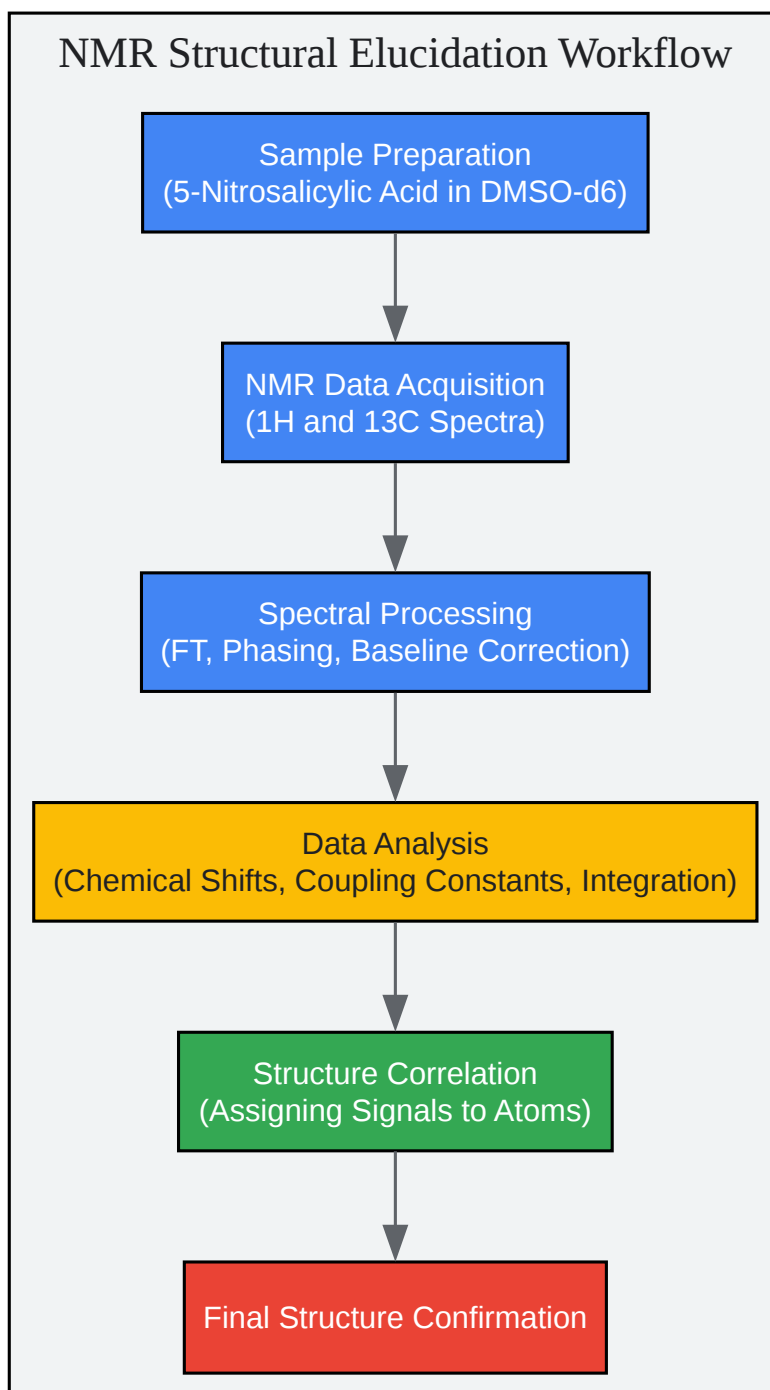 NMR Structural Elucidation Workflow
Sample Preparation
(5-Nitrosalicylic Acid in DMSO-d6)
NMR Data Acquisition
(1H and 13C Spectra)
Spectral Processing
(FT, Phasing, Baseline Correction)
Data Analysis
(Chemical Shifts, Coupling Constants, Integration)
Structure Correlation
(Assigning Signals to Atoms)
Final Structure Confirmation